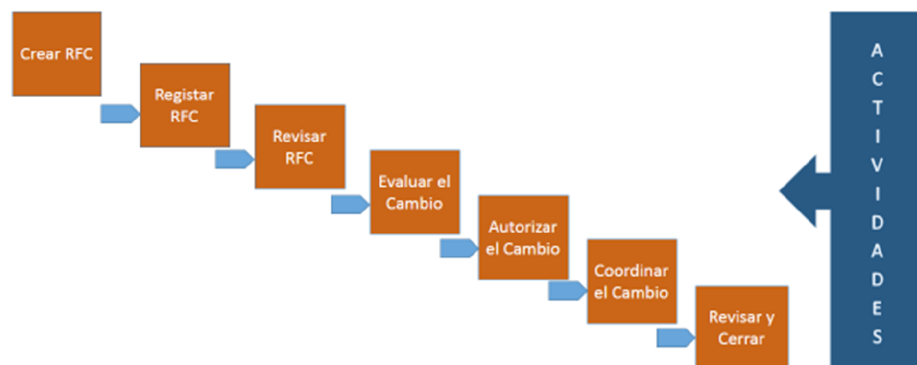 Crear RFC
Registar
RFC
Revisar
RFC
Evaluar el
Cambio
Autorizar
el Cambio
Coordinar
el Cambio
Revisar y
Cerrar
A
C
T
I
V
I
D
A
D
E
S